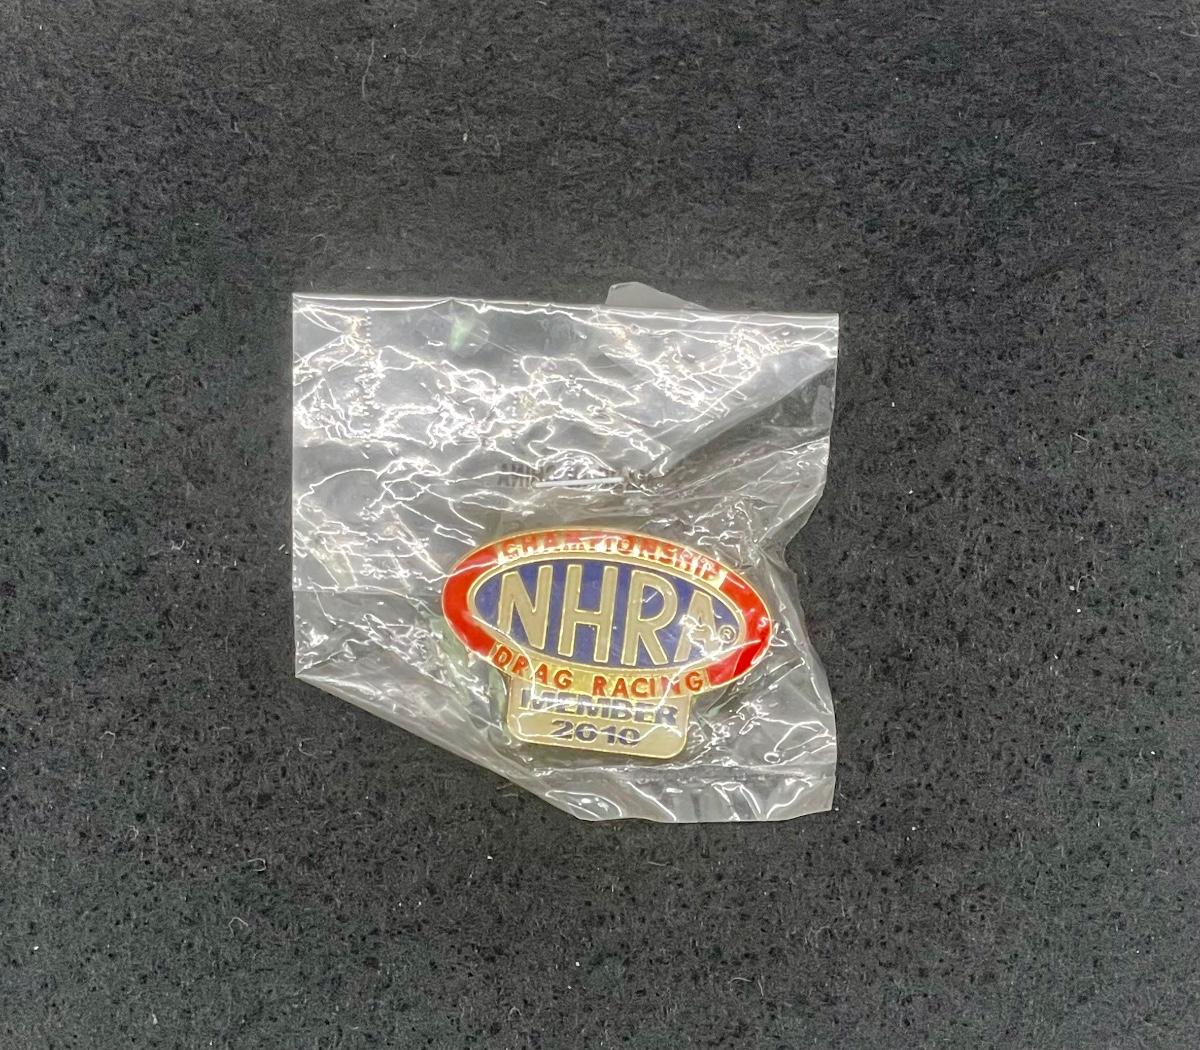 CHAMPIONSHIP
NHRA®
DRAG RACING
MEMBER
2010